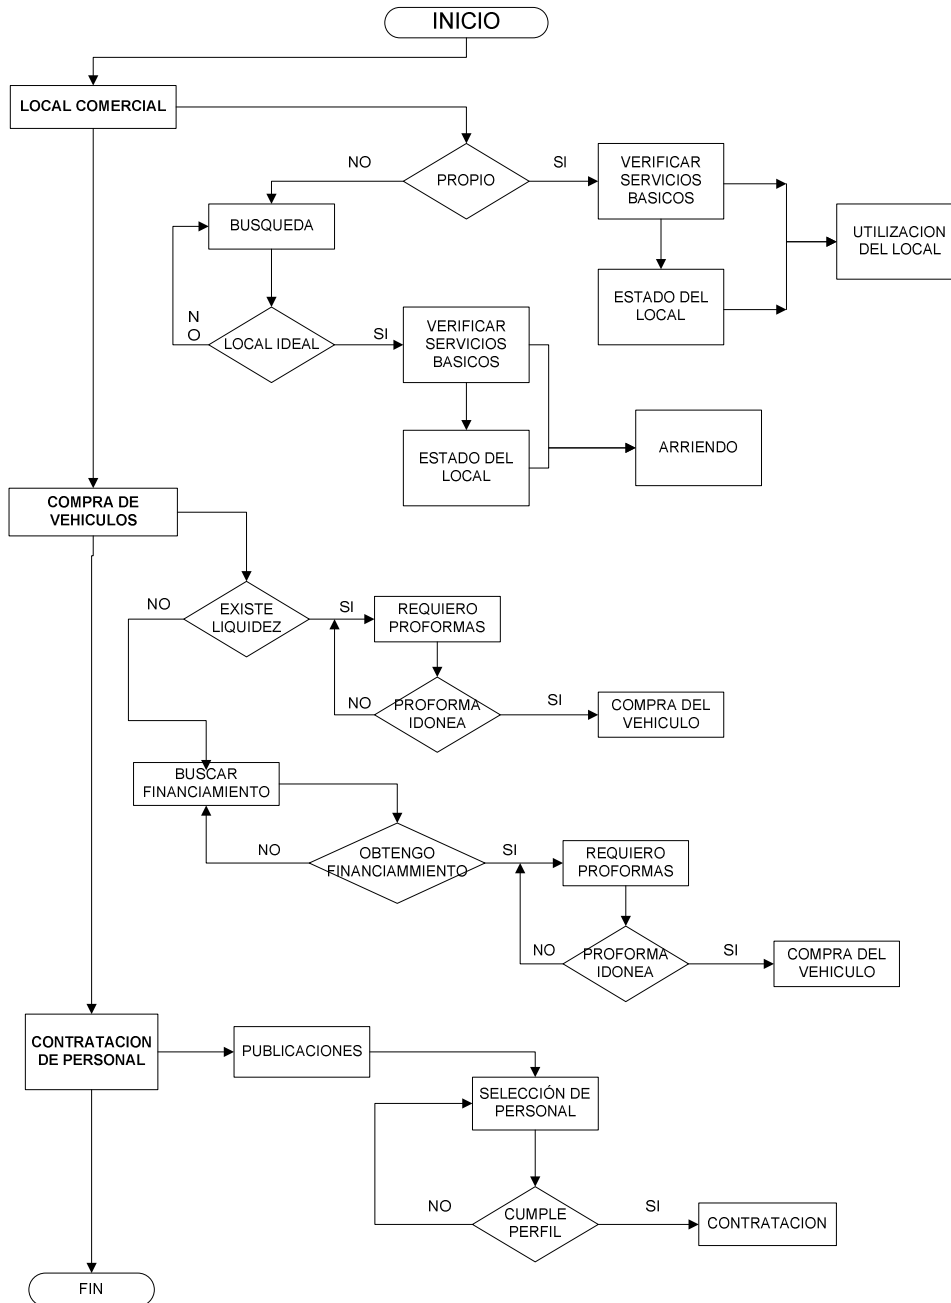 INICIO
LOCAL COMERCIAL
NO
SI
PROPIO
VERIFICAR
SERVICIOS
BASICOS
BUSQUEDA
UTILIZACION
DEL LOCAL
ESTADO DEL
LOCAL
N
O
LOCAL IDEAL
SI
VERIFICAR
SERVICIOS
BASICOS
ESTADO DEL
LOCAL
ARRIENDO
COMPRA DE
VEHICULOS
NO
EXISTE
LIQUIDEZ
SI
REQUIERO
PROFORMAS
NO
PROFORMA
IDONEA
SI
COMPRA DEL
VEHICULO
BUSCAR
FINANCIAMIENTO
NO
OBTENGO
FINANCIAMMIENTO
SI
REQUIERO
PROFORMAS
NO
PROFORMA
IDONEA
SI
COMPRA DEL
VEHICULO
CONTRATACION
DE PERSONAL
PUBLICACIONES
SELECCIÓN DE
PERSONAL
NO
CUMPLE
PERFIL
SI
CONTRATACION
FIN